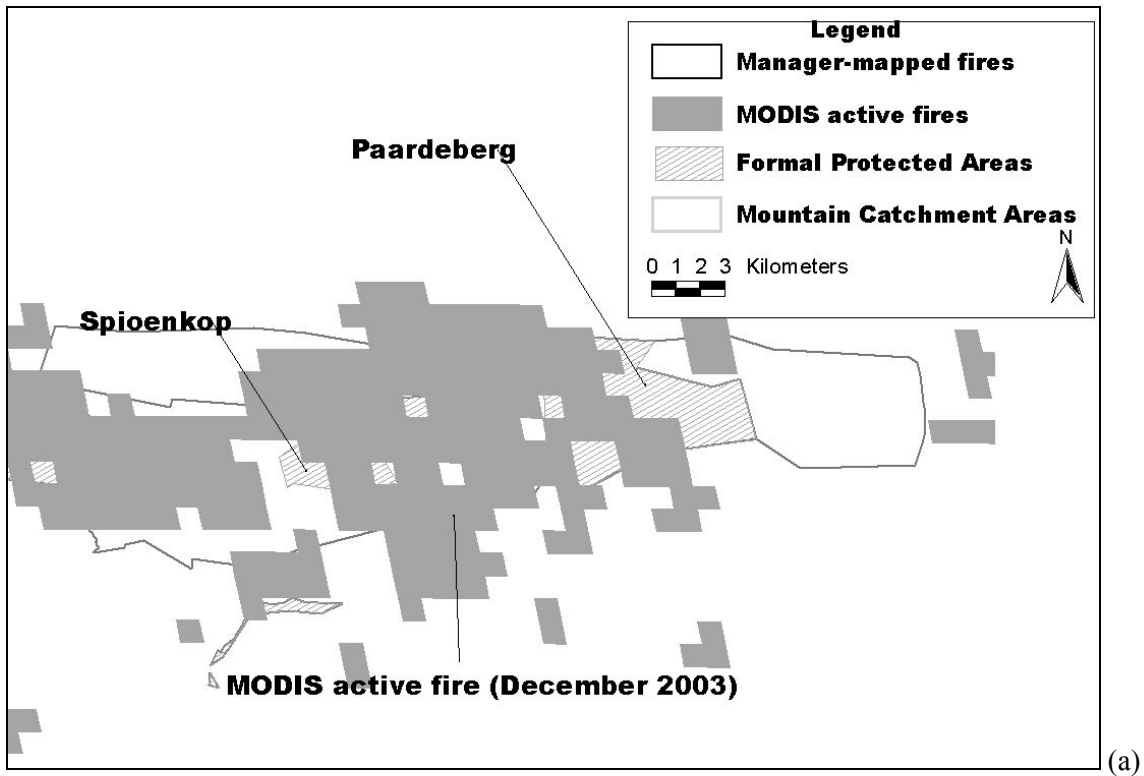 Legend
Manager-mapped fires
MODIS active fires
Formal Protected Areas
Mountain Catchment Areas
N
0 1 2 3 Kilometers
Paardeberg
Spioenkop
MODIS active fire (December 2003)
(a)